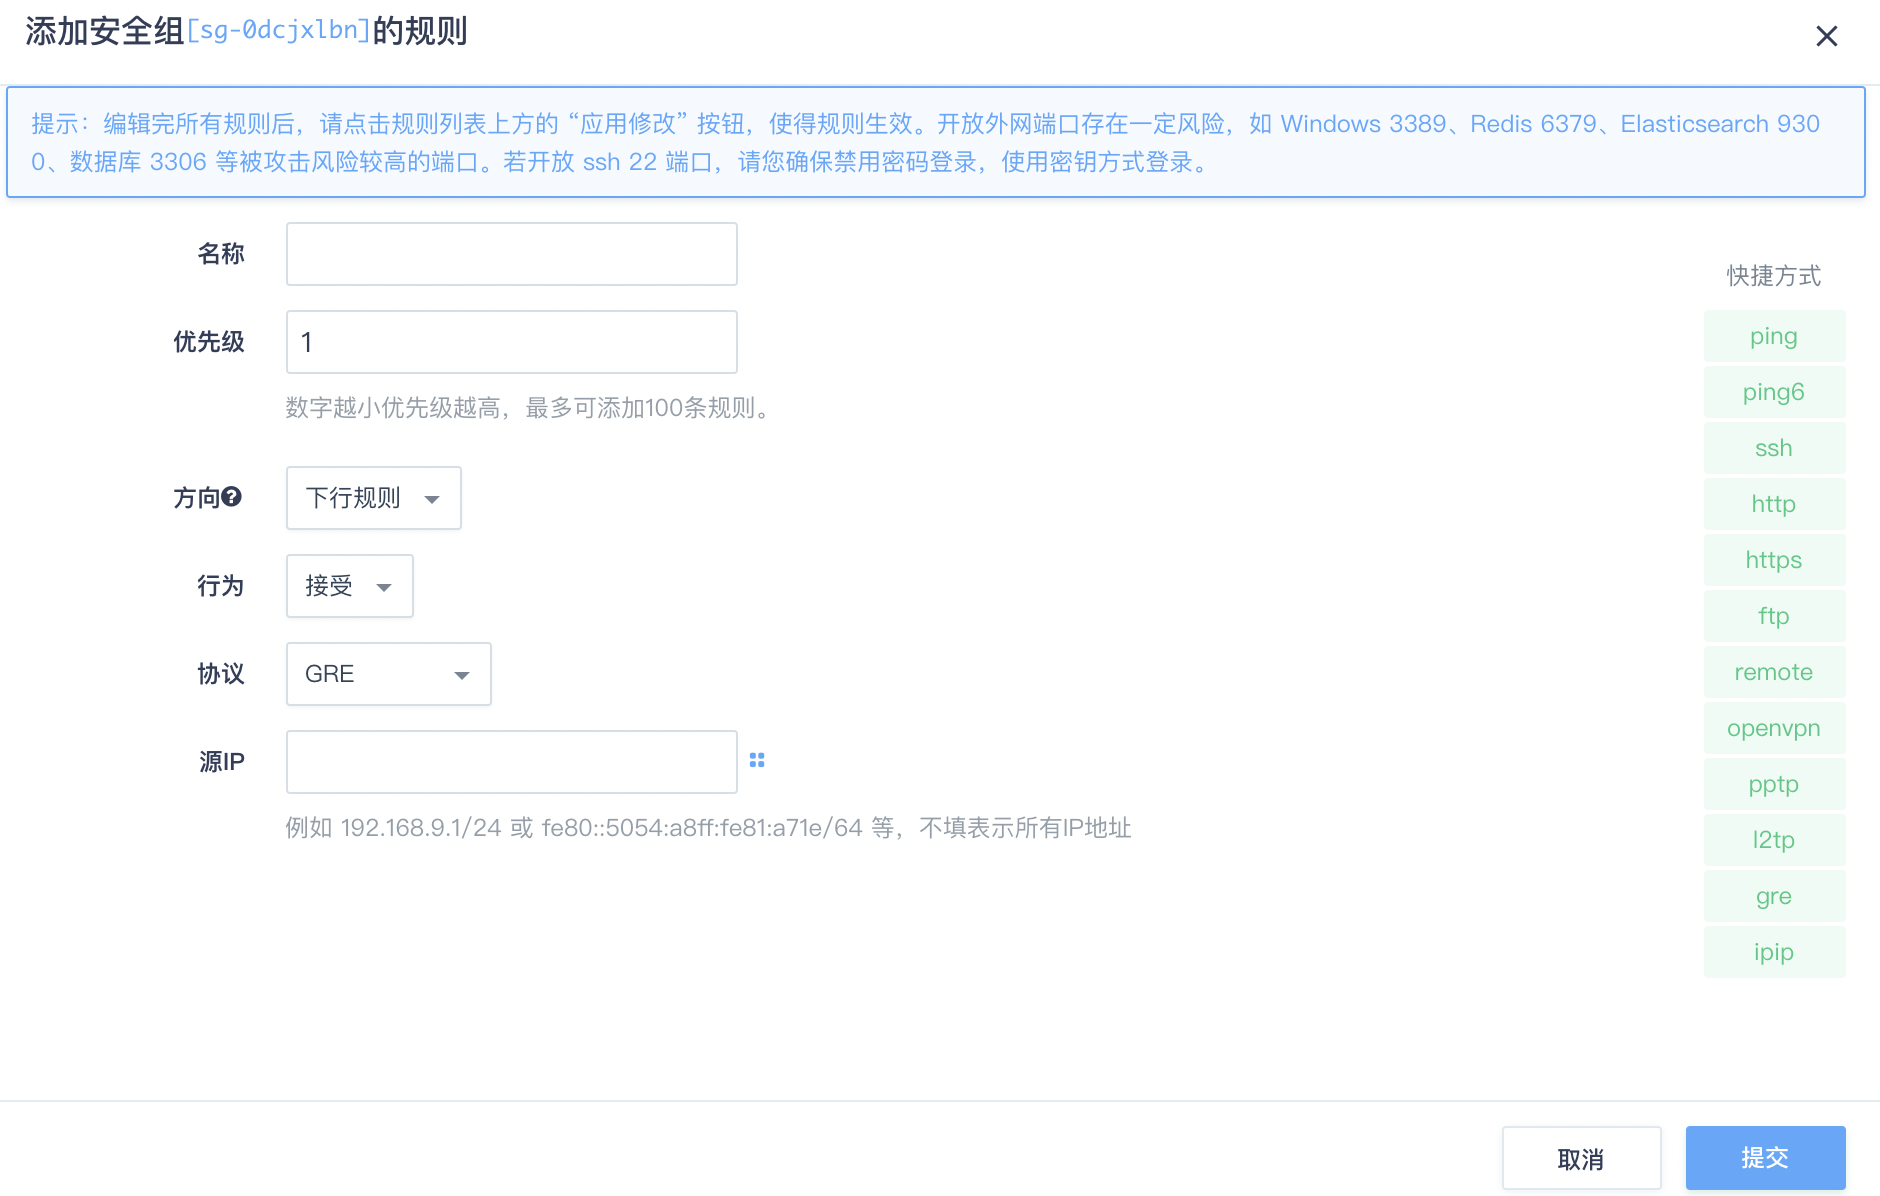 添加安全组[sg-0dcjxlbn]的规则
提示：编辑完所有规则后，请点击规则列表上方的“应用修改”按钮，使得规则生效。开放外网端口存在一定风险，如 Windows 3389、Redis 6379、Elasticsearch 930
0、数据库 3306 等被攻击风险较高的端口。若开放 ssh 22 端口，请您确保禁用密码登录，使用密钥方式登录。
名称
优先级
1
数字越小优先级越高，最多可添加100条规则。
方向
下行规则
行为
接受
协议
GRE
源IP
例如 192.168.9.1/24 或 fe80::5054:a8ff:fe81:a71e/64 等，不填表示所有IP地址
快捷方式
ping
ping6
ssh
http
https
ftp
remote
openvpn
pptp
l2tp
gre
ipip
取消
提交